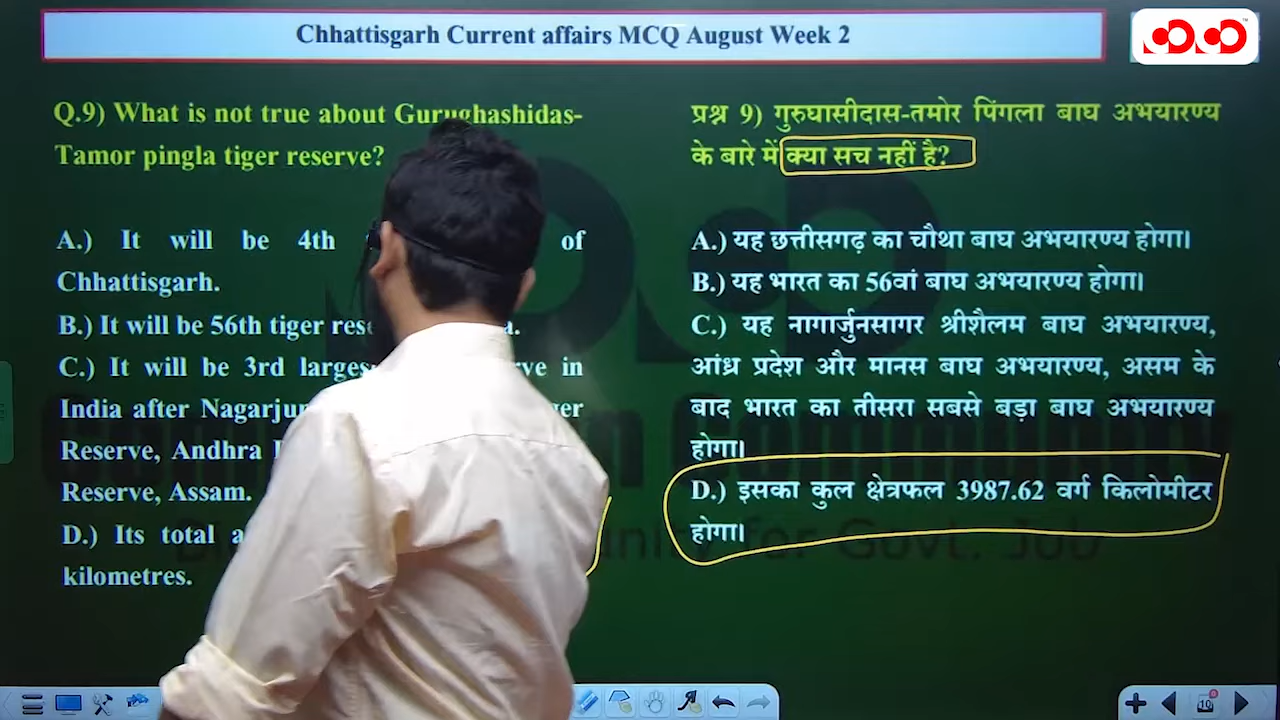 Chhattisgarh Current affairs MCQ August Week 2
Q.9) What is not true about Gurughashidas-
Tamor pingla tiger reserve?
A.) It will be 4th of
Chhattisgarh.
B.) It will be 56th tiger
C.) It will be 3rd in
India after
Reserve, Andhra
Reserve, Assam.
D.) Its total
kilometres.
प्रश्न 9) गुरुघासीदास-तमोर पिंगला बाघ अभयारण्य
के बारे में क्या सच नहीं है?
A.) यह छत्तीसगढ़ का चौथा बाघ अभयारण्य होगा।
B.) यह भारत का 56वां बाघ अभयारण्य होगा।
C.) यह नागार्जुनसागर श्रीशैलम बाघ अभयारण्य,
आंध्र प्रदेश और मानस बाघ अभयारण्य, असम के
बाद भारत का तीसरा सबसे बड़ा बाघ अभयारण्य
होगा।
D.) इसका कुल क्षेत्रफल 3987.62 वर्ग किलोमीटर
होगा।